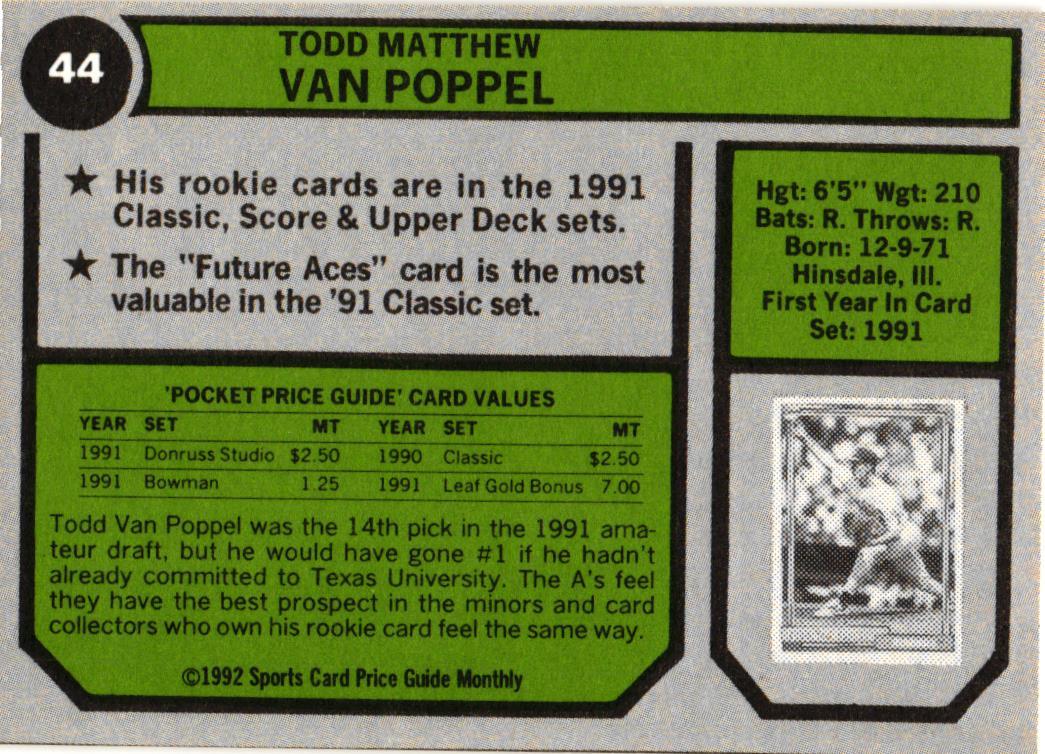 44
TODD MATTHEW
VAN POPPEL
★ His rookie cards are in the 1991
Classic, Score & Upper Deck sets.
★ The "Future Aces" card is the most
valuable in the '91 Classic set.
Hgt: 6'5" Wgt: 210
Bats: R. Throws: R.
Born: 12-9-71
Hinsdale, Ill.
First Year In Card
Set: 1991
'POCKET PRICE GUIDE' CARD VALUES
YEAR SET MT YEAR SET MT
1991 Donruss Studio $2.50 1990 Classic $2.50
1991 Bowman 1.25 1991 Leaf Gold Bonus 7.00
Todd Van Poppel was the 14th pick in the 1991 ama-
teur draft, but he would have gone #1 if he hadn't
already committed to Texas University. The A's feel
they have the best prospect in the minors and card
collectors who own his rookie card feel the same way.
©1992 Sports Card Price Guide Monthly